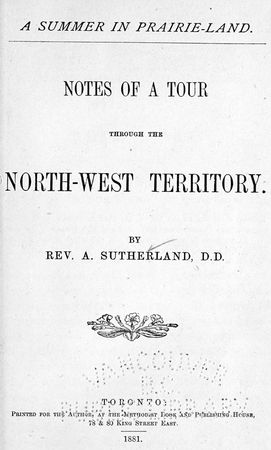 A SUMMER IN PRAIRIE-LAND.
NOTES OF A TOUR
THROUGH THE
NORTH-WEST TERRITORY.
BY
REV. A. SUTHERLAND, D.D.
TORONTO:
PRINTED FOR THE AUTHOR, AT THE METHODIST BOOK AND PUBLISHING HOUSE,
78 & 80 KING STREET EAST.
1881.